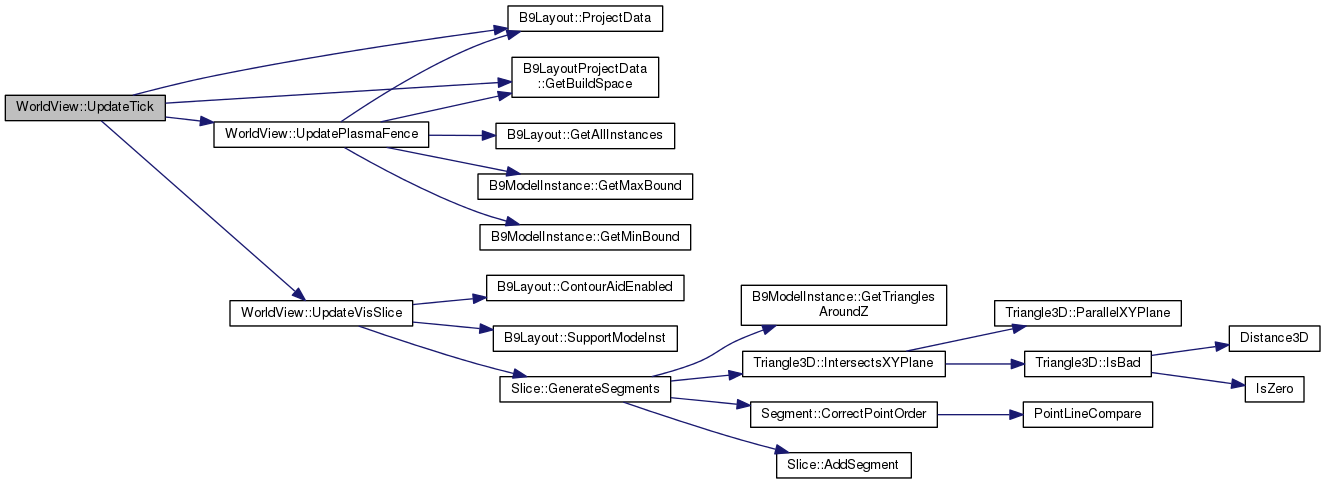 B9Layout::ProjectData
B9LayoutProjectData
::GetBuildSpace
WorldView::UpdateTick
WorldView::UpdatePlasmaFence
B9Layout::GetAllInstances
B9ModelInstance::GetMaxBound
B9ModelInstance::GetMinBound
B9Layout::ContourAidEnabled
WorldView::UpdateVisSlice
B9Layout::SupportModeInst
Slice::GenerateSegments
B9ModelInstance::GetTriangles
AroundZ
Triangle3D::IntersectsXYPlane
Triangle3D::ParallelXYPlane
Triangle3D::IsBad
Distance3D
IsZero
Segment::CorrectPointOrder
PointLineCompare
Slice::AddSegment